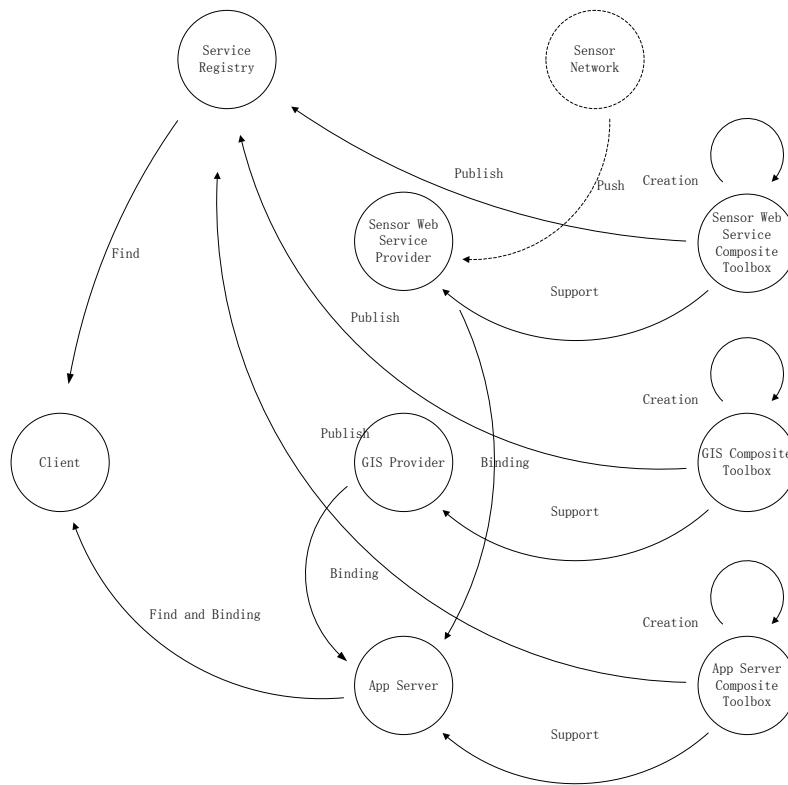 Service
Registry
Sensor
Network
Publish
Push
Creation
Sensor Web
Service
Provider
Sensor Web
Service
Composite
Toolbox
Find
Support
Publish
Creation
Publish
Client
GIS Provider
Binding
GIS Composite
Toolbox
Support
Binding
Find and Binding
Creation
App Server
App Server
Composite
Toolbox
Support